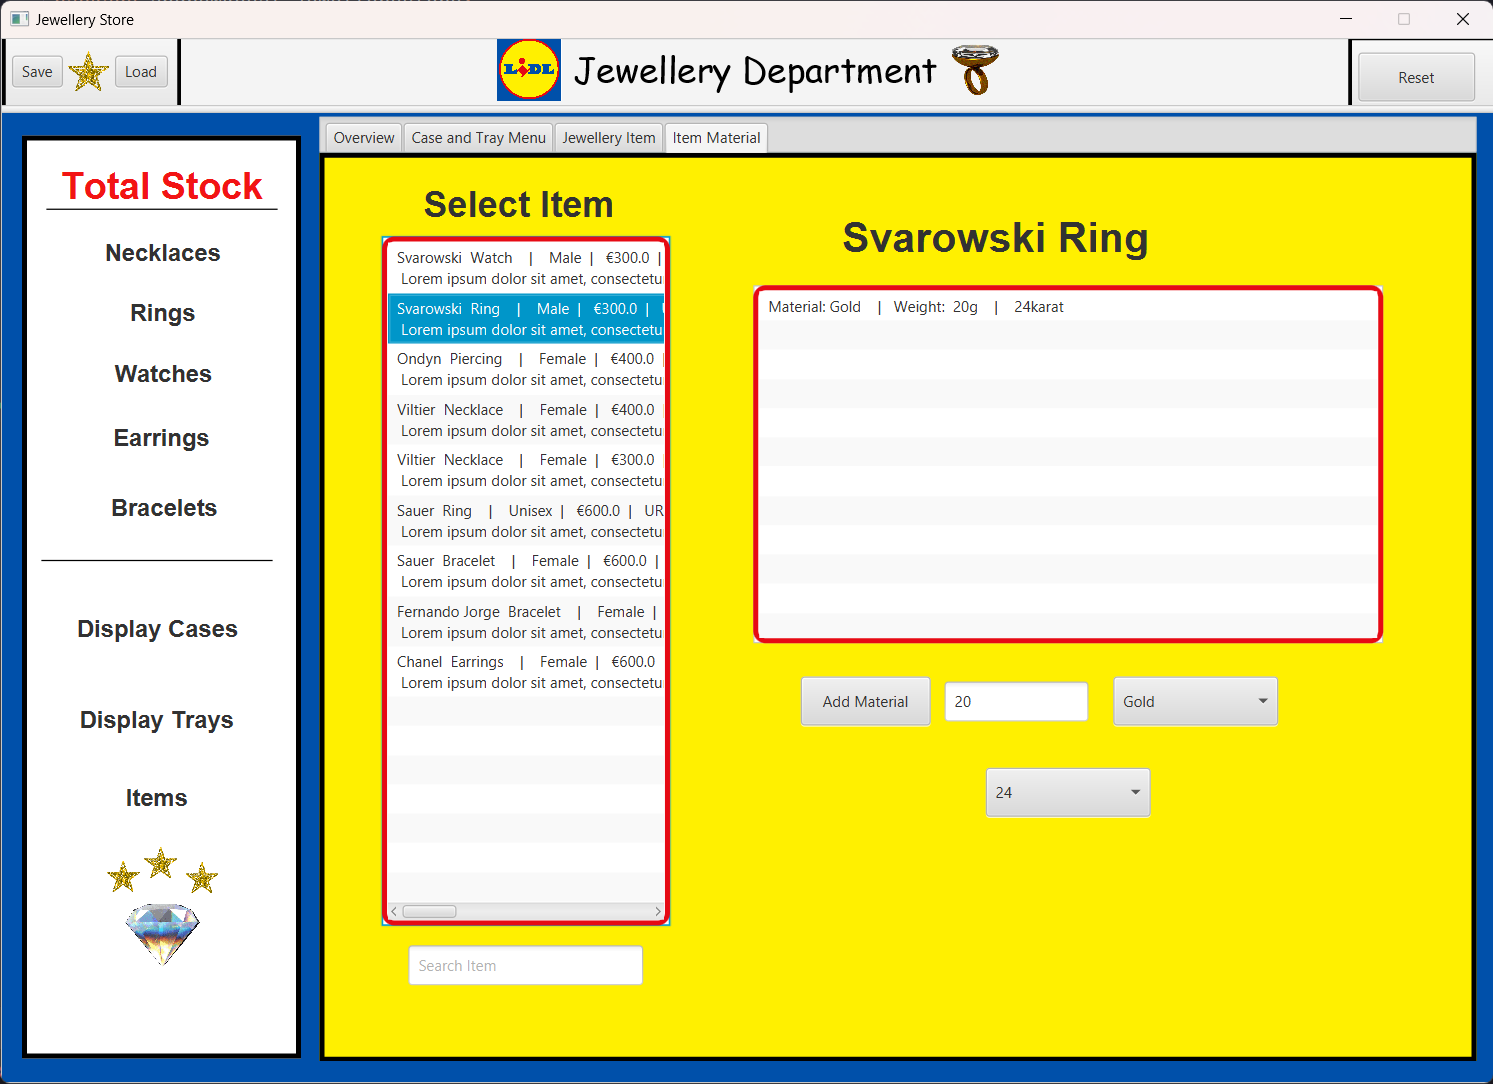 Jewellery Store
Save
Load
LIDL
Jewellery Department
Reset
Total Stock
Necklaces
Rings
Watches
Earrings
Bracelets
Display Cases
Display Trays
Items
Overview
Case and Tray Menu
Jewellery Item
Item Material
Select Item
Svarowski Watch | Male | €300.0 |
Lorem ipsum dolor sit amet, consectetu
Svarowski Ring | Male | €300.0 |
Lorem ipsum dolor sit amet, consectetu
Ondyn Piercing | Female | €400.0
Lorem ipsum dolor sit amet, consectetu
Viltier Necklace | Female | €400.0
Lorem ipsum dolor sit amet, consectetu
Viltier Necklace | Female | €300.0
Lorem ipsum dolor sit amet, consectetu
Sauer Ring | Unisex | €600.0 | UR
Lorem ipsum dolor sit amet, consectetu
Sauer Bracelet | Female | €600.0 |
Lorem ipsum dolor sit amet, consectetu
Fernando Jorge Bracelet | Female |
Lorem ipsum dolor sit amet, consectetu
Chanel Earrings | Female | €600.0
Lorem ipsum dolor sit amet, consectetu
Search Item
Svarowski Ring
Material: Gold | Weight: 20g | 24karat
Add Material
20
Gold
24